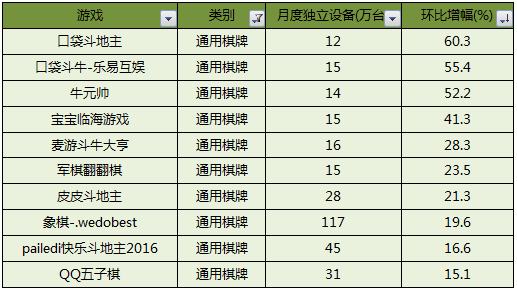 游戏 类别 月度独立设备(万台 环比增幅(%)
口袋斗地主 通用棋牌 12 60.3
口袋斗牛-乐易互娱 通用棋牌 15 55.4
牛元帅 通用棋牌 14 52.2
宝宝临海游戏 通用棋牌 15 41.3
麦游斗牛大亨 通用棋牌 16 28.3
军棋翻翻棋 通用棋牌 15 23.5
皮皮斗地主 通用棋牌 28 21.3
象棋-.wedobest 通用棋牌 117 19.6
pailedi快乐斗地主2016 通用棋牌 45 16.6
QQ五子棋 通用棋牌 31 15.1